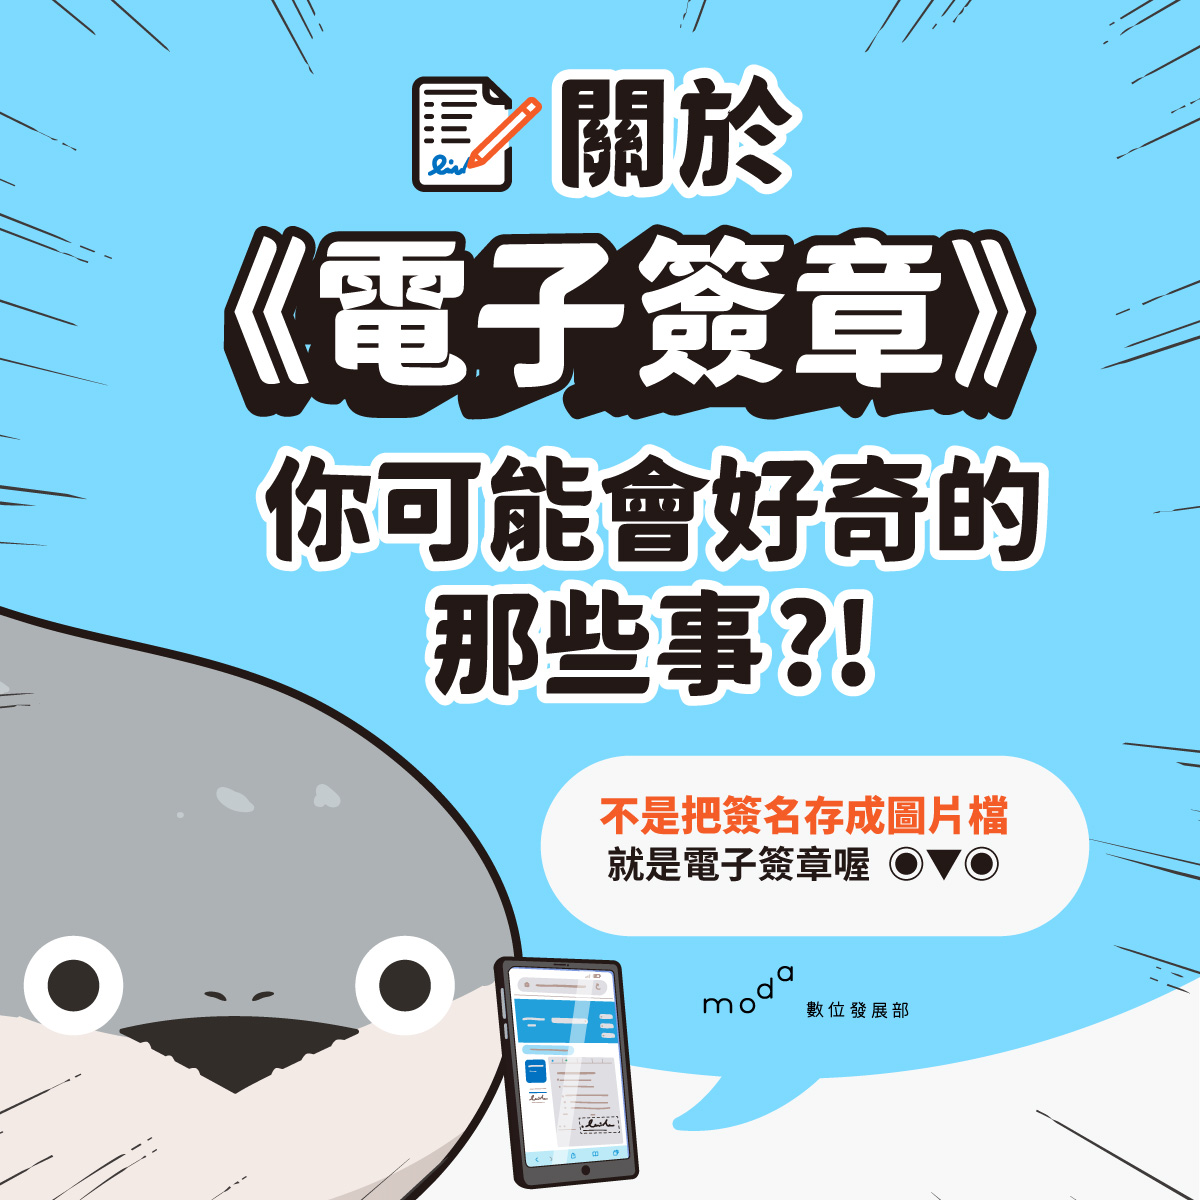 關於
《電子簽章》
你可能會好奇的
那些事?!
不是把簽名存成圖片檔
就是電子簽章喔 ◉▼◉
moda 數位發展部